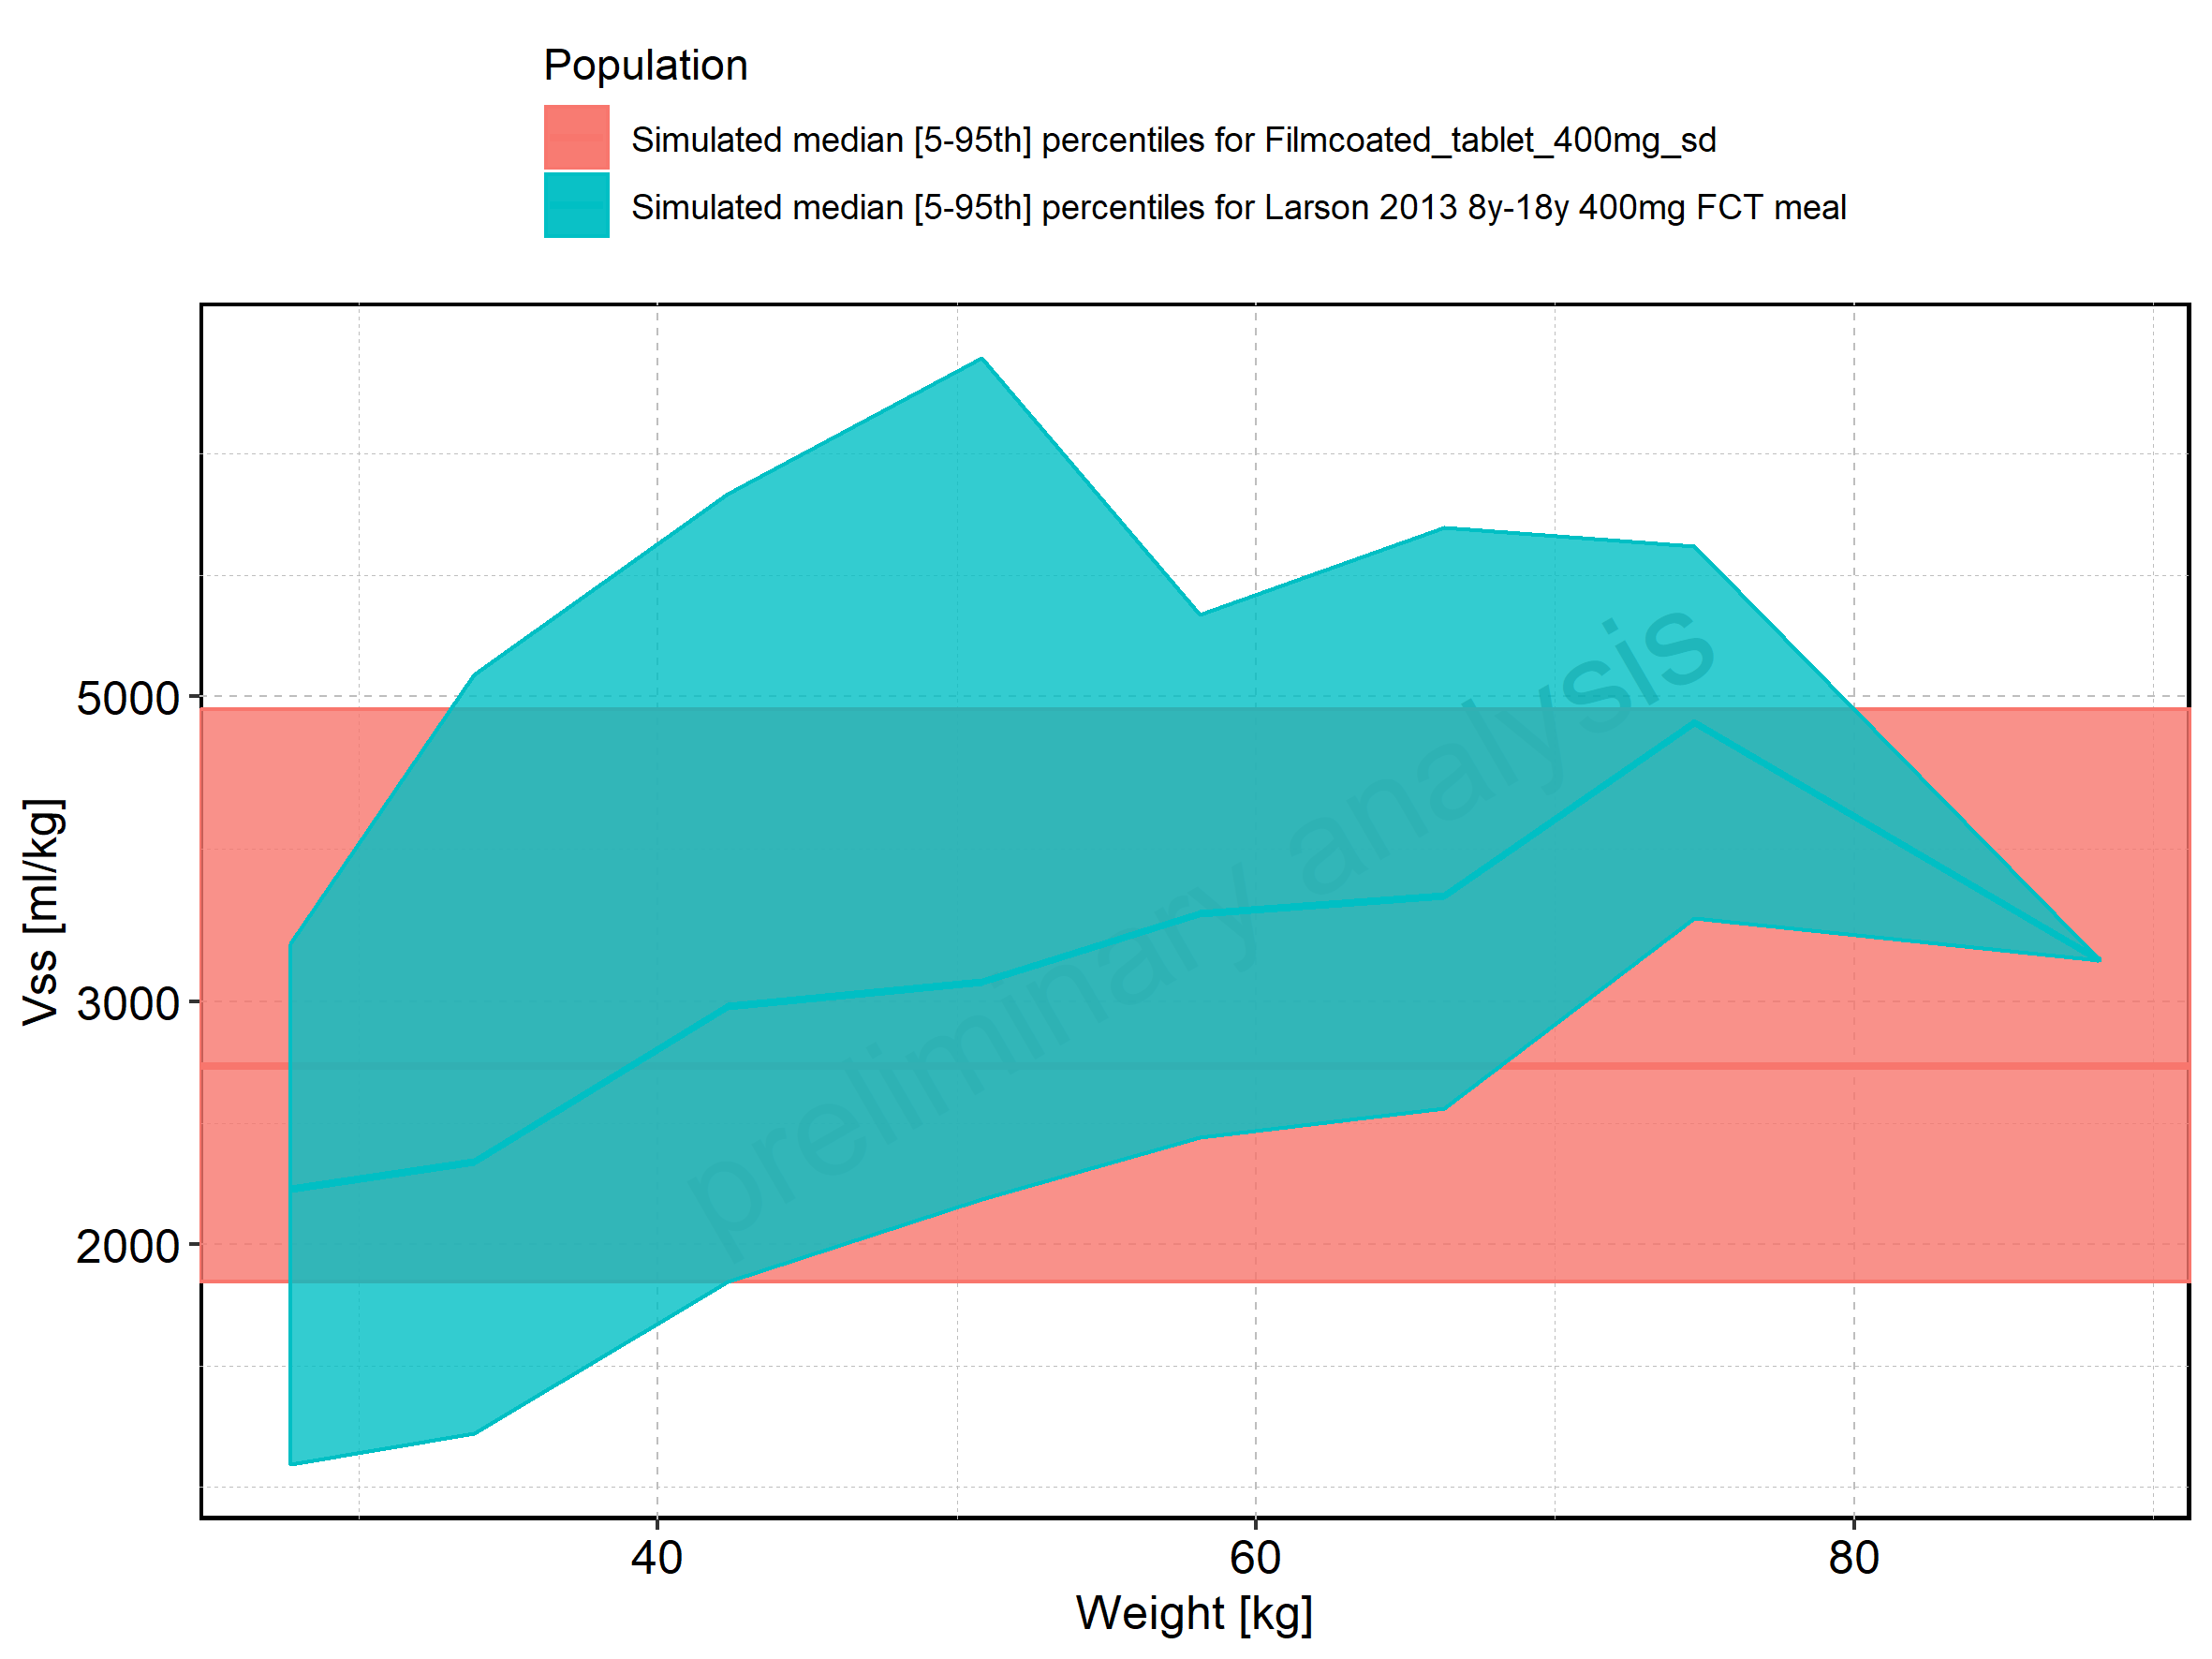 Population
Simulated median [5-95th] percentiles for Filmcoated_tablet_400mg_sd
Simulated median [5-95th] percentiles for Larson 2013 8y-18y 400mg FCT meal
5000
3000
2000
Vss [ml/kg]
preliminary analysis
40 60 80
Weight [kg]